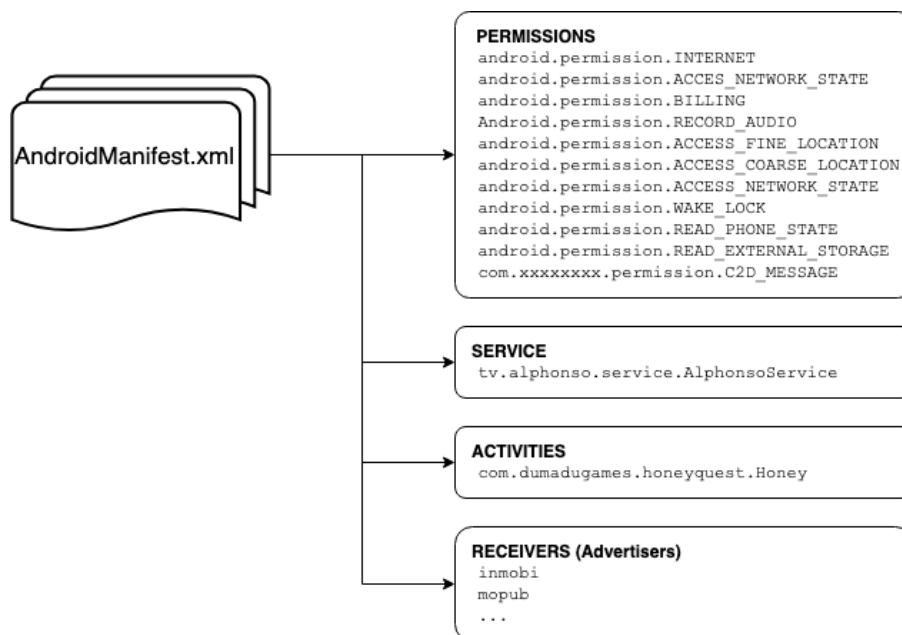 AndroidManifest.xml
PERMISSIONS
android.permission.INTERNET
android.permission.ACCES_NETWORK_STATE
android.permission.BILLING
Android.permission.RECORD_AUDIO
android.permission.ACCESS_FINE_LOCATION
android.permission.ACCESS_COARSE_LOCATION
android.permission.ACCESS_NETWORK_STATE
android.permission.WAKE_LOCK
android.permission.READ_PHONE_STATE
android.permission.READ_EXTERNAL_STORAGE
com.xxxxxxxx.permission.C2D_MESSAGE
SERVICE
tv.alphonso.service.AlphonsoService
ACTIVITIES
com.dumadugames.honeyquest.Honey
RECEIVERS (Advertisers)
inmobi
mopub
...